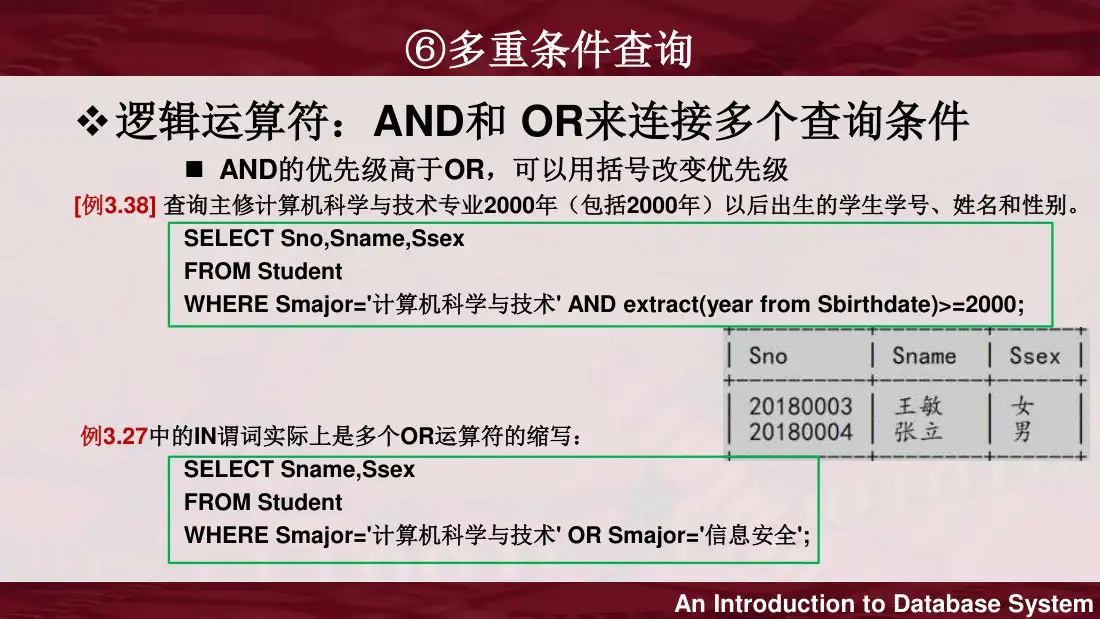 ⑥多重条件查询
❖逻辑运算符：AND和 OR来连接多个查询条件
■ AND的优先级高于OR，可以用括号改变优先级
[例3.38] 查询主修计算机科学与技术专业2000年（包括2000年）以后出生的学生学号、姓名和性别。
SELECT Sno,Sname,Ssex
FROM Student
WHERE Smajor='计算机科学与技术' AND extract(year from Sbirthdate)>=2000;
| Sno | Sname | Ssex |
| 20180003 | 王敏 | 女 |
| 20180004 | 张立 | 男 |
例3.27中的IN谓词实际上是多个OR运算符的缩写：
SELECT Sname,Ssex
FROM Student
WHERE Smajor='计算机科学与技术' OR Smajor='信息安全';
An Introduction to Database System